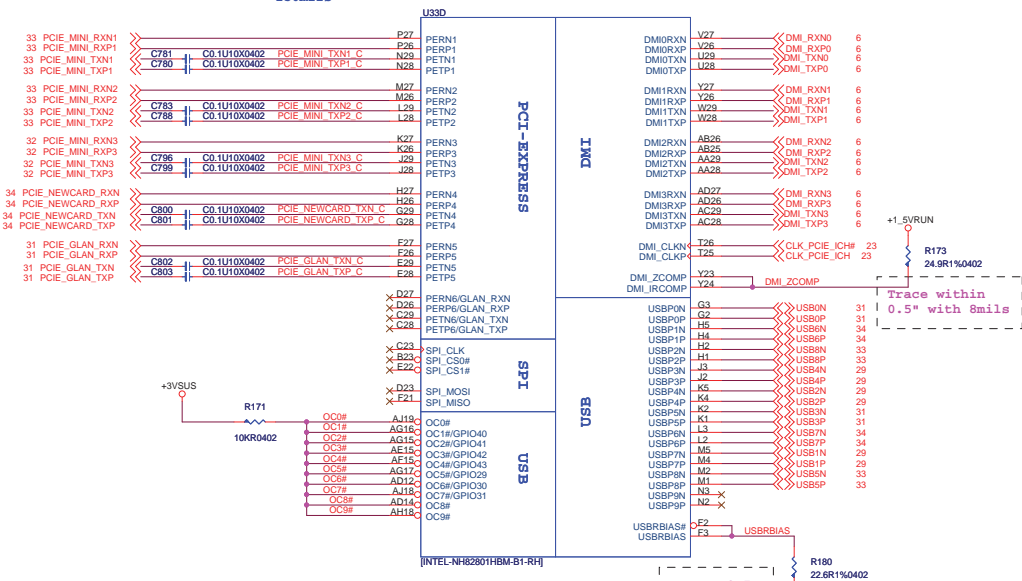 U33D
33 PCIE_MINI_RXN1 P27 PERN1
33 PCIE_MINI_RXP1 P26 PERP1
33 PCIE_MINI_TXN1 C781 C0.1U10X0402 PCIE_MINI_TXN1_C N29 PETN1
33 PCIE_MINI_TXP1 C780 C0.1U10X0402 PCIE_MINI_TXP1_C N28 PETP1
33 PCIE_MINI_RXN2 M27 PERN2
33 PCIE_MINI_RXP2 M26 PERP2
33 PCIE_MINI_TXN2 C783 C0.1U10X0402 PCIE_MINI_TXN2_C L29 PETN2
33 PCIE_MINI_TXP2 C788 C0.1U10X0402 PCIE_MINI_TXP2_C L28 PETP2
32 PCIE_MINI_RXN3 K27 PERN3
32 PCIE_MINI_RXP3 K26 PERP3
32 PCIE_MINI_TXN3 C796 C0.1U10X0402 PCIE_MINI_TXN3_C J29 PETN3
32 PCIE_MINI_TXP3 C799 C0.1U10X0402 PCIE_MINI_TXP3_C J28 PETP3
34 PCIE_NEWCARD_RXN H27 PERN4
34 PCIE_NEWCARD_RXP H26 PERP4
34 PCIE_NEWCARD_TXN C800 C0.1U10X0402 PCIE_NEWCARD_TXN_C G29 PETN4
34 PCIE_NEWCARD_TXP C801 C0.1U10X0402 PCIE_NEWCARD_TXP_C G28 PETP4
31 PCIE_GLAN_RXN F27 PERN5
31 PCIE_GLAN_RXP F26 PERP5
31 PCIE_GLAN_TXN C802 C0.1U10X0402 PCIE_GLAN_TXN_C E29 PETN5
31 PCIE_GLAN_TXP C803 C0.1U10X0402 PCIE_GLAN_TXP_C E28 PETP5
D27 PERN6/GLAN_RXN
D26 PERP6/GLAN_RXP
C29 PETN6/GLAN_TXN
C28 PETP6/GLAN_TXP
C23 SPI_CLK
B23 SPI_CS0#
E22 SPI_CS1#
D23 SPI_MOSI
F21 SPI_MISO
+3VSUS
R171
10KR0402
OC0# AJ19 OC0#
OC1# AG16 OC1#/GPIO40
OC2# AG15 OC2#/GPIO41
OC3# AE15 OC3#/GPIO42
OC4# AF15 OC4#/GPIO43
OC5# AG17 OC5#/GPIO29
OC6# AD12 OC6#/GPIO30
OC7# AJ18 OC7#/GPIO31
OC8# AD14 OC8#
OC9# AH18 OC9#
PCI-EXPRESS
SPI
USB
DMI
USB
DMI0RXN V27 DMI_RXN0 6
DMI0RXP V26 DMI_RXP0 6
DMI0TXN U29 DMI_TXN0 6
DMI0TXP U28 DMI_TXP0 6
DMI1RXN Y27 DMI_RXN1 6
DMI1RXP Y26 DMI_RXP1 6
DMI1TXN W29 DMI_TXN1 6
DMI1TXP W28 DMI_TXP1 6
DMI2RXN AB26 DMI_RXN2 6
DMI2RXP AB25 DMI_RXP2 6
DMI2TXN AA29 DMI_TXN2 6
DMI2TXP AA28 DMI_TXP2 6
DMI3RXN AD27 DMI_RXN3 6
DMI3RXP AD26 DMI_RXP3 6
DMI3TXN AC29 DMI_TXN3 6
DMI3TXP AC28 DMI_TXP3 6
DMI_CLKN T26 CLK_PCIE_ICH# 23
DMI_CLKP T25 CLK_PCIE_ICH 23
DMI_ZCOMP Y23
DMI_IRCOMP Y24 DMI_ZCOMP
+1_5VRUN
R173
24.9R1%0402
Trace within
0.5" with 8mils
USBP0N G3 USB0N 31
USBP0P G2 USB0P 31
USBP1N H5 USB6N 34
USBP1P H4 USB6P 34
USBP2N H2 USB8N 33
USBP2P H1 USB8P 33
USBP3N J3 USB4N 29
USBP3P J2 USB4P 29
USBP4N K5 USB2N 29
USBP4P K4 USB2P 29
USBP5N K2 USB3N 31
USBP5P K1 USB3P 31
USBP6N L3 USB7N 34
USBP6P L2 USB7P 34
USBP7N M5 USB1N 29
USBP7P M4 USB1P 29
USBP8N M2 USB5N 33
USBP8P M1 USB5P 33
USBP9N N3
USBP9P N2
USBRBIAS# F2
USBRBIAS F3 USBRBIAS
R180
22.6R1%0402
[INTEL-NH82801HBM-B1-RH]